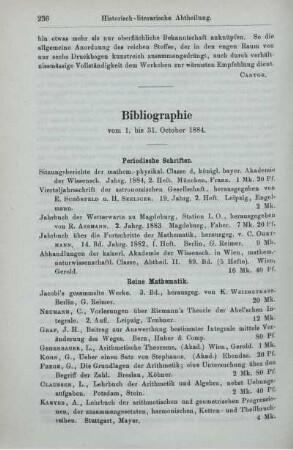 236 Historisch-literarische Abtheilung.
hin etwas mehr als nur oberflächliche Bekanntschaft anknüpfen. So die
allgemeine Anordnung des reichen Stoffes, der in den engen Raum von
nur sechs Druckbogen kunstreich zusammengedrängt, auch durch verhält-
nissmässige Vollständigkeit dem Werkchen zur wärmsten Empfehlung dient.
CANTOR.
Bibliographie
vom 1. bis 31. October 1884.
Periodische Schriften.
Sitzungsberichte der mathem.-physikal. Classe d. königl. bayer. Akademie
der Wissensch. Jahrg. 1884, 2. Heft. München, Franz. 1 Mk. 20 Pf.
Vierteljahrsschrift der astronomischen Gesellschaft, herausgegeben von
E. SCHÖNFELD u. H. SEELIGER. 19. Jahrg. 2. Heft. Leipzig, Engel-
mann. 2 Mk.
Jahrbuch der Wetterwarte zu Magdeburg, Station I. O., herausgegeben
von R. ASSMANN. 2. Jahrg. 1883. Magdeburg, Faber. 7 Mk. 20 Pf.
Jahrbuch über die Fortschritte der Mathematik, herausgeg. v. C. OHRT-
MANN. 14. Bd. Jahrg. 1882, Heft. Berlin, G. Reimer.
Abhandlungen der kaiserl. Akademie der Wissensch. in Wien, mathem.-
naturwissenschaftl. Classe, Abtheil. II. 89. Bd. (5 Hefte). Wien,
Gerold. 16 Mk. 40 Pf.
Reine Mathematik.
Jacobi's gesammelte Werke. 3. Bd., herausgeg. von K. WEIERSTRASS.
Berlin, G. Reimer. 20 Mk.
NEUMANN, C., Vorlesungen über Riemann's Theorie der Abel'schen In-
tegrale. 2. Aufl. Leipzig, Teubner. 12 Mk.
GRAF, J. H., Beitrag zur Auswerthung bestimmter Integrale mittels Verän-
derung des Weges. Bern, Huber & Comp. 80 Pf.
GEGENBAUER, L., Arithmetische Theoreme. (Akad.) Wien, Gerold. 1 Mk.
KOHN, G., Ueber einen Satz von Stephanos. (Akad.) Ebendas. 20 Pf.
FREGE, G., Die Grundlagen der Arithmetik; eine Untersuchung über den
Begriff der Zahl. Breslau, Köbner. 2 Mk. 80 Pf.
CLAUSSEN, L., Lehrbuch der Arithmetik und Algebra, nebst Uebungs-
aufgaben. Potsdam, Stein. 2 Mk. 40 Pf.
A., Lehrbuch der arithmetischen und geometrischen Progressio-
nen, der zusammengesetzten, harmonischen, Ketten- und Theilbruch-
reihen. Stuttgart, Mayer. 4 Mk.